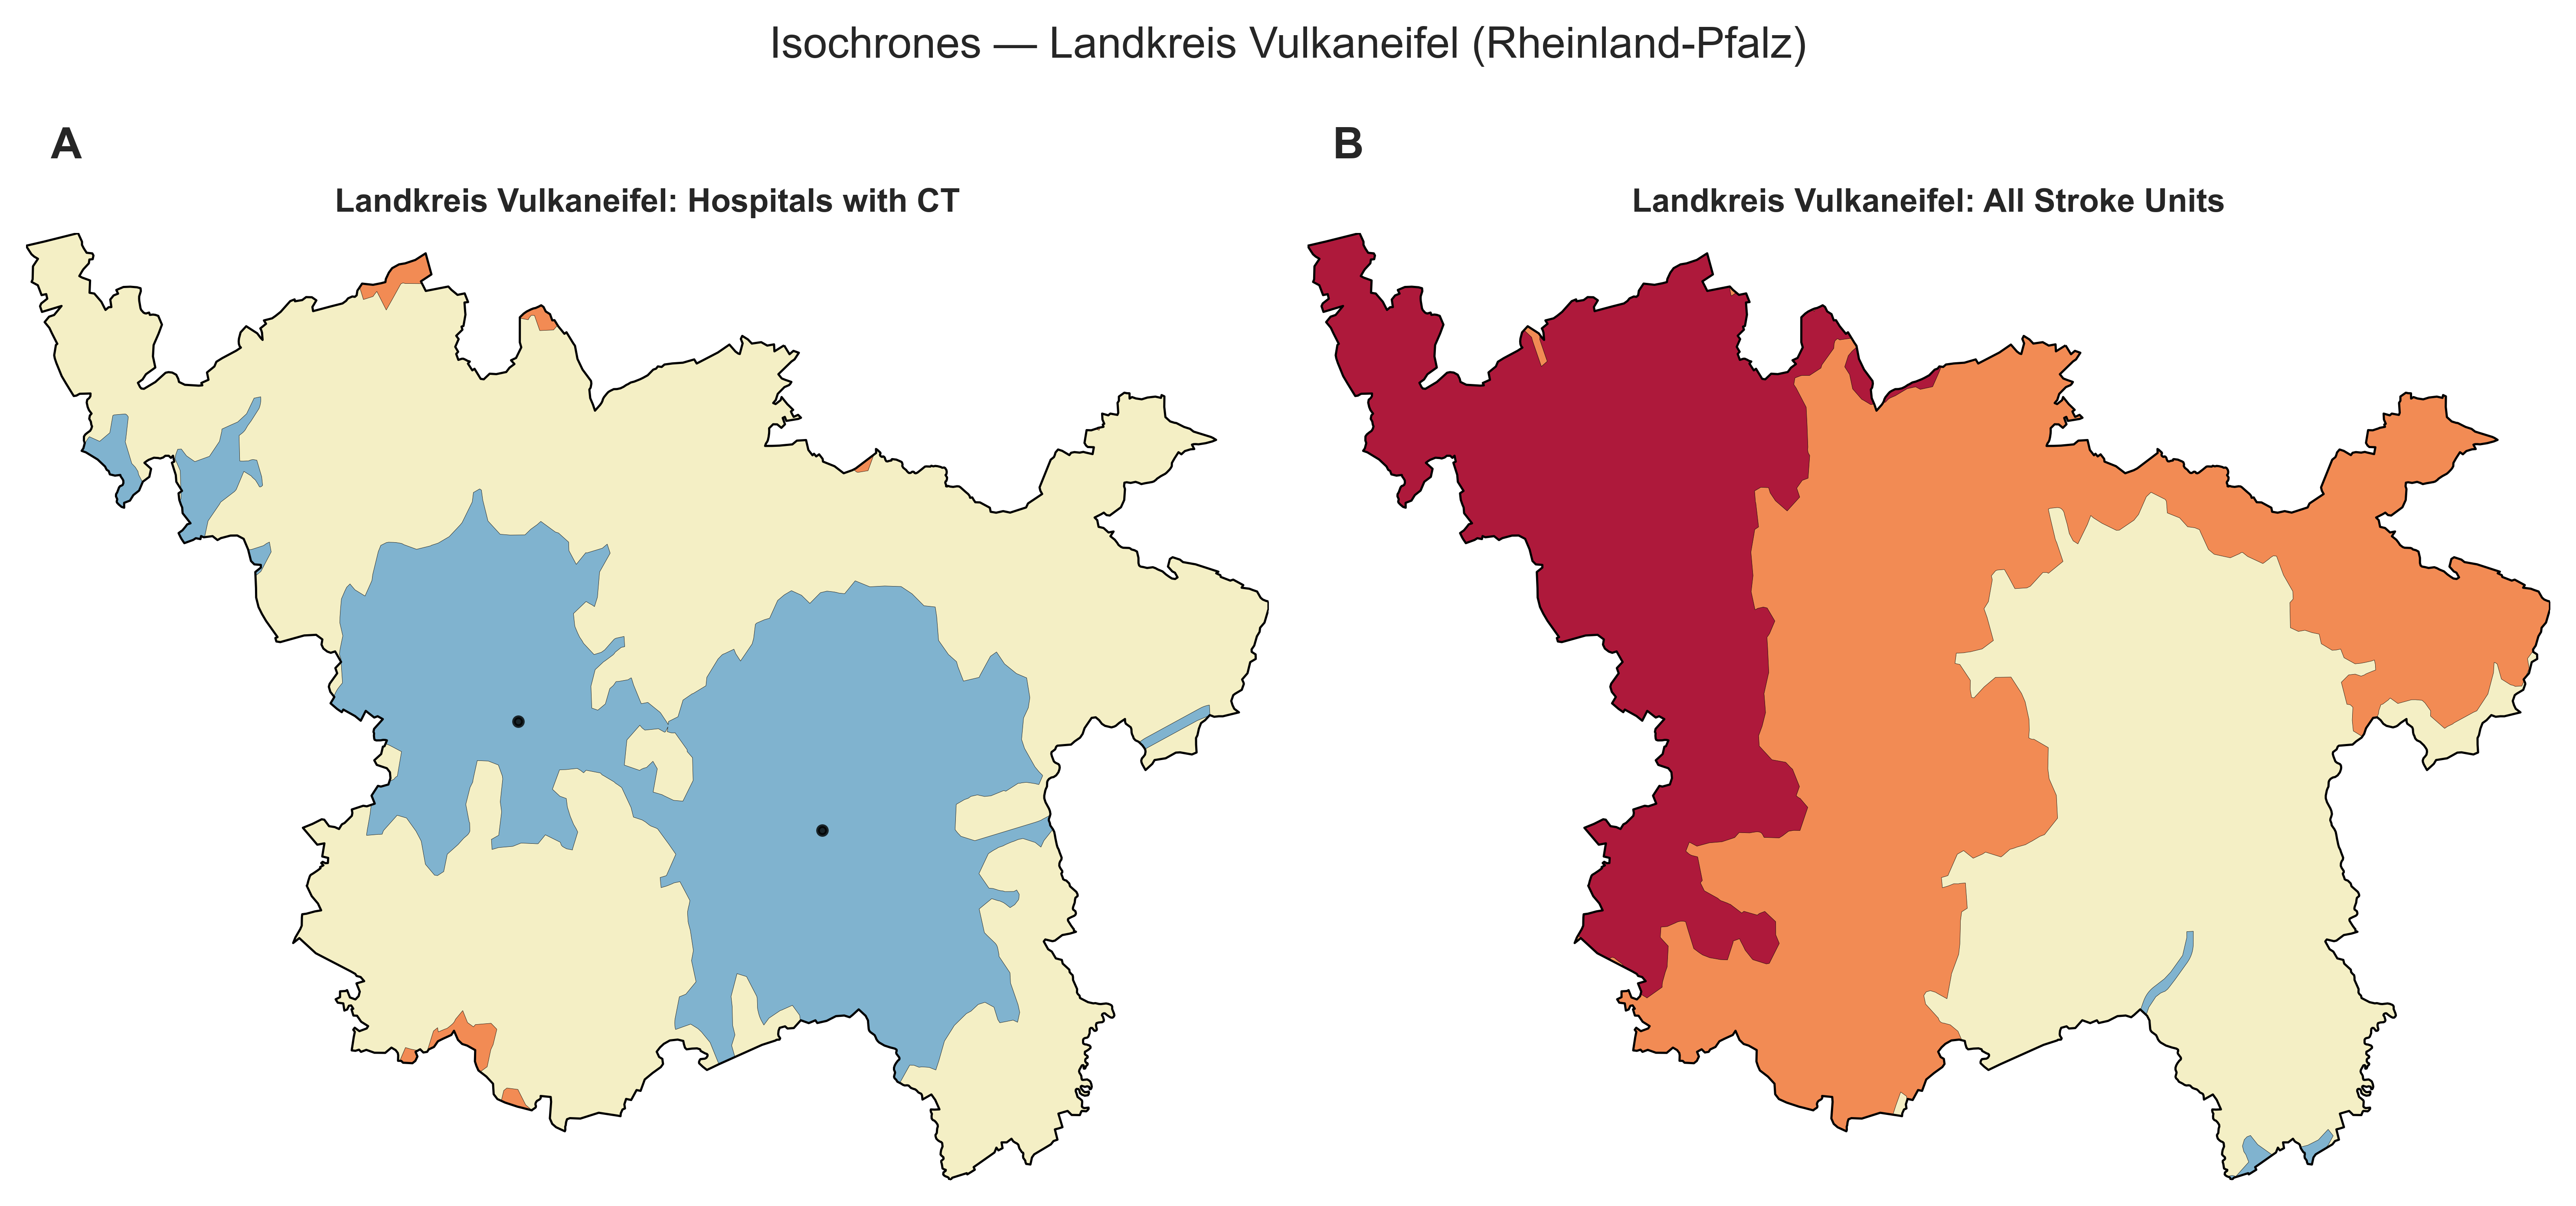 Isochrones — Landkreis Vulkaneifel (Rheinland-Pfalz)
A
B
Landkreis Vulkaneifel: Hospitals with CT
Landkreis Vulkaneifel: All Stroke Units